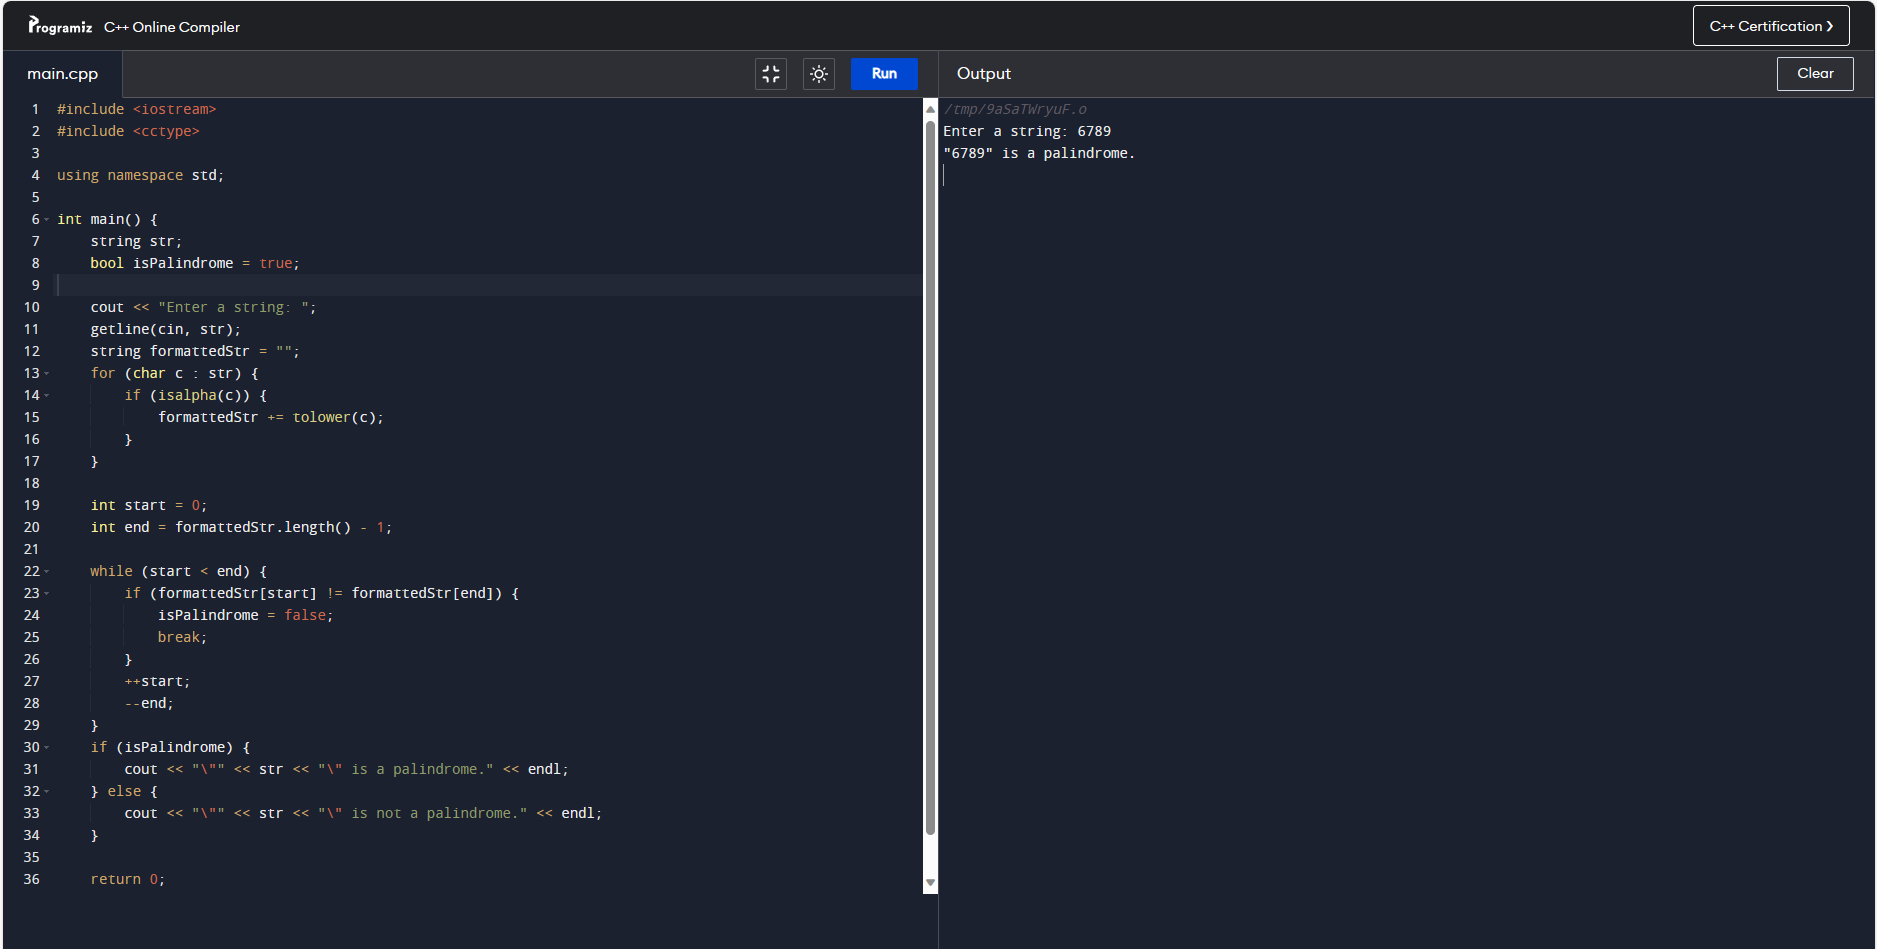 Programiz C++ Online Compiler
C++ Certification ❯
main.cpp
Run
Output
Clear
1 #include <iostream>
2 #include <cctype>
3
4 using namespace std;
5
6 int main() {
7     string str;
8     bool isPalindrome = true;
9
10     cout << "Enter a string: ";
11     getline(cin, str);
12     string formattedStr = "";
13     for (char c : str) {
14         if (isalpha(c)) {
15             formattedStr += tolower(c);
16         }
17     }
18
19     int start = 0;
20     int end = formattedStr.length() - 1;
21
22     while (start < end) {
23         if (formattedStr[start] != formattedStr[end]) {
24             isPalindrome = false;
25             break;
26         }
27         ++start;
28         --end;
29     }
30     if (isPalindrome) {
31         cout << "\"" << str << "\" is a palindrome." << endl;
32     } else {
33         cout << "\"" << str << "\" is not a palindrome." << endl;
34     }
35
36     return 0;
/tmp/9aSaTWryuF.o
Enter a string: 6789
"6789" is a palindrome.